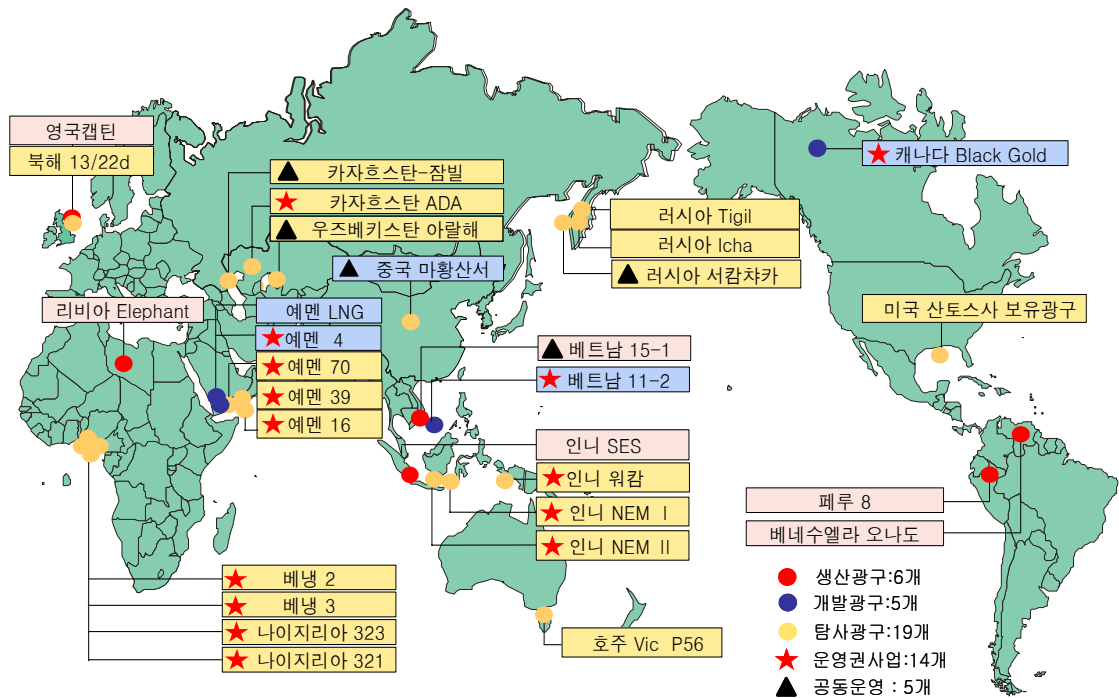 영국캡틴
북해 13/22d
카자흐스탄-잠빌
카자흐스탄 ADA
우즈베키스탄 아랄해
중국 마황산서
캐나다 Black Gold
러시아 Tigil
러시아 Icha
러시아 서캄챠카
미국 산토스사 보유광구
리비아 Elephant
예멘 LNG
예멘 4
예멘 70
예멘 39
예멘 16
베트남 15-1
베트남 11-2
인니 SES
인니 워캄
인니 NEM Ⅰ
인니 NEM II
페루 8
베네수엘라 오나도
베냉 2
베냉 3
나이지리아 323
나이지리아 321
호주 Vic P56
생산광구:6개
개발광구:5개
탐사광구:19개
운영권사업:14개
공동운영 : 5개